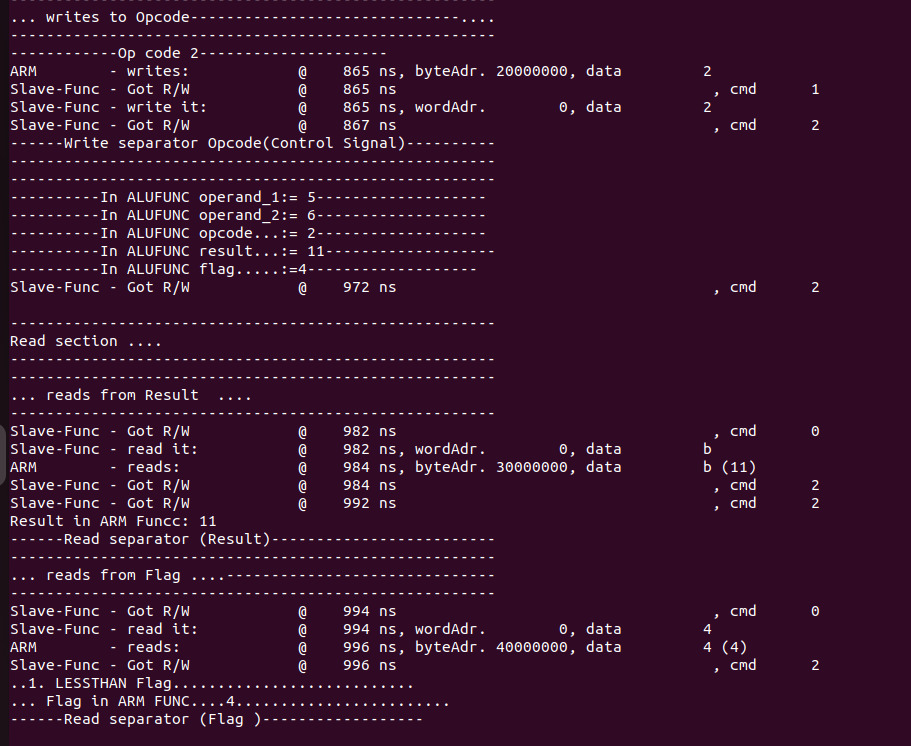 ... writes to Opcode------------------------------....
------------------------------------------------------
------------Op code 2---------------------
ARM        - writes:            @    865 ns, byteAdr. 20000000, data         2
Slave-Func - Got R/W            @    865 ns                                   , cmd      1
Slave-Func - write it:          @    865 ns, wordAdr.        0, data         2
Slave-Func - Got R/W            @    867 ns                                   , cmd      2
------Write separator Opcode(Control Signal)----------
------------------------------------------------------
------------------------------------------------------
----------In ALUFUNC operand_1:= 5-------------------
----------In ALUFUNC operand_2:= 6-------------------
----------In ALUFUNC opcode...:= 2-------------------
----------In ALUFUNC result...:= 11-------------------
----------In ALUFUNC flag.....:=4-------------------
Slave-Func - Got R/W            @    972 ns                                   , cmd      2
------------------------------------------------------
Read section ....
------------------------------------------------------
------------------------------------------------------
... reads from Result  ....
------------------------------------------------------
Slave-Func - Got R/W            @    982 ns                                   , cmd      0
Slave-Func - read it:           @    982 ns, wordAdr.        0, data         b
ARM        - reads:             @    984 ns, byteAdr. 30000000, data         b (11)
Slave-Func - Got R/W            @    984 ns                                   , cmd      2
Slave-Func - Got R/W            @    992 ns                                   , cmd      2
Result in ARM Funcc: 11
------Read separator (Result)-------------------------
------------------------------------------------------
... reads from Flag ....------------------------------
------------------------------------------------------
Slave-Func - Got R/W            @    994 ns                                   , cmd      0
Slave-Func - read it:           @    994 ns, wordAdr.        0, data         4
ARM        - reads:             @    996 ns, byteAdr. 40000000, data         4 (4)
Slave-Func - Got R/W            @    996 ns                                   , cmd      2
..1. LESSTHAN Flag...........................
... Flag in ARM FUNC....4........................
------Read separator (Flag )------------------